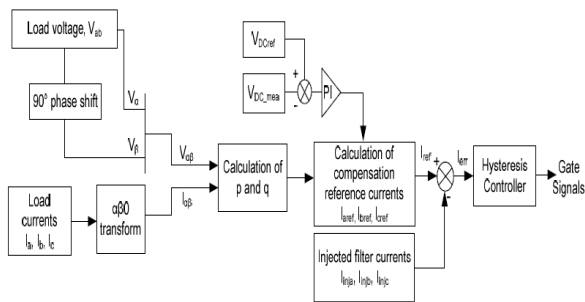 Load voltage, Vab
90° phase shift
Vα
Vβ
Load
currents
Ia, Ib, Ic
αβ0
transform
Vαβ
Iαβ
Calculation of
p and q
VDCref
VDC_mea
+
-
PI
Calculation of
compensation
reference currents
Iaref, Ibref, Icref
Injected filter currents
Iinja, Iinjb, Iinjc
Iref
+
-
Ierr
Hysteresis
Controller
Gate
Signals